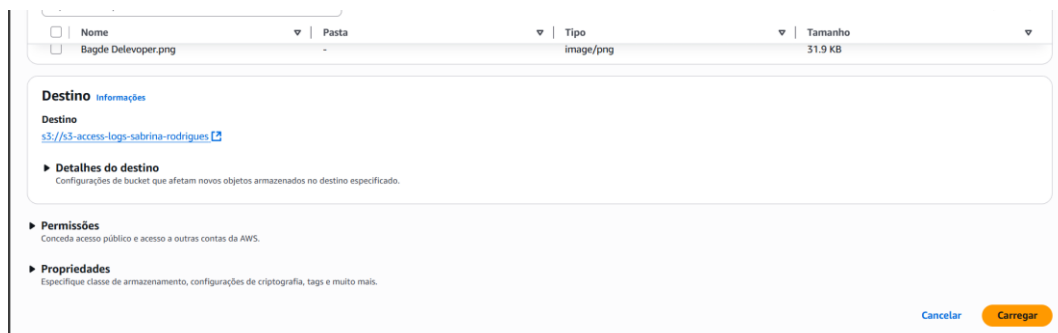 Nome Pasta Tipo Tamanho
Bagde Delevoper.png - image/png 31.9 KB
Destino Informações
Destino
s3://s3-access-logs-sabrina-rodrigues
Detalhes do destino
Configurações de bucket que afetam novos objetos armazenados no destino especificado.
Permissões
Conceda acesso público e acesso a outras contas da AWS.
Propriedades
Especifique classe de armazenamento, configurações de criptografia, tags e muito mais.
Cancelar Carregar